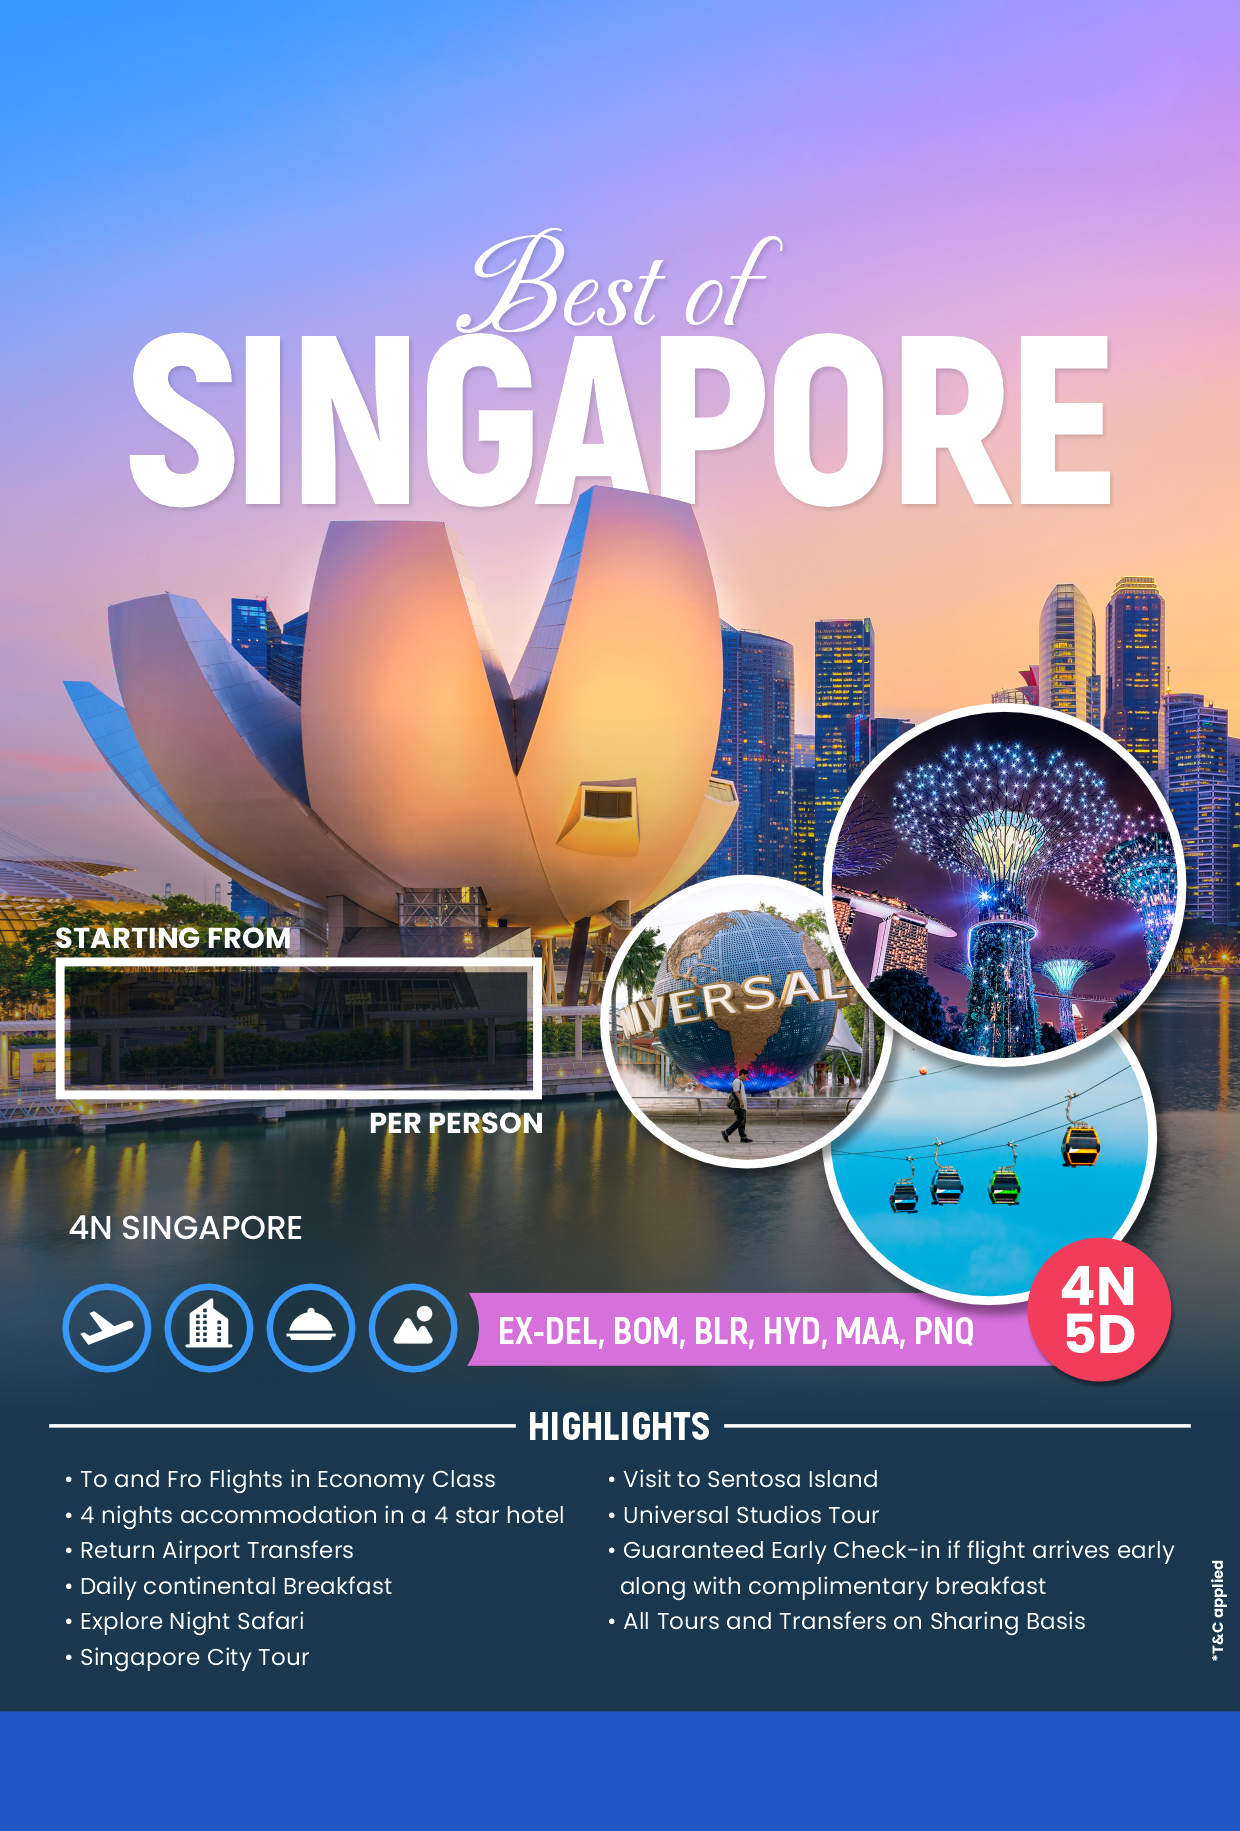 Best of
SINGAPORE
STARTING FROM
PER PERSON
IVERSAL
4N SINGAPORE
EX-DEL, BOM, BLR, HYD, MAA, PNQ
4N
5D
HIGHLIGHTS
• To and Fro Flights in Economy Class
• 4 nights accommodation in a 4 star hotel
• Return Airport Transfers
• Daily continental Breakfast
• Explore Night Safari
• Singapore City Tour
• Visit to Sentosa Island
• Universal Studios Tour
• Guaranteed Early Check-in if flight arrives early
along with complimentary breakfast
• All Tours and Transfers on Sharing Basis
*T&C applied